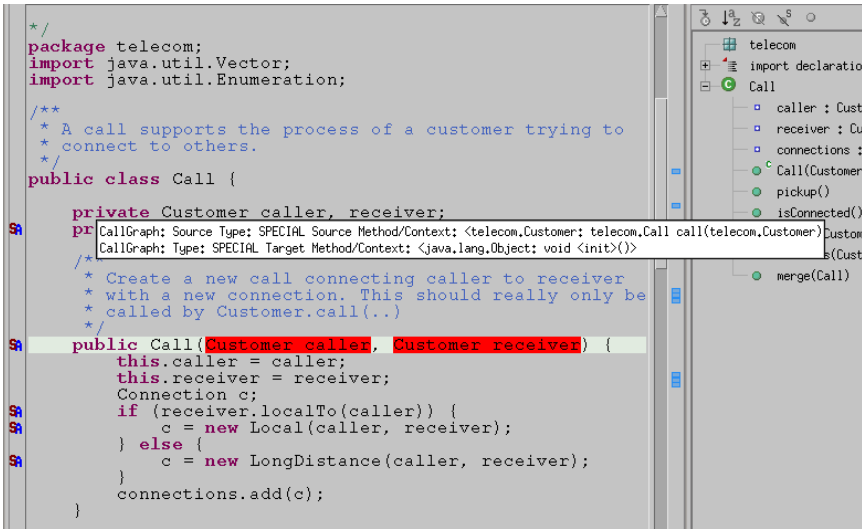 */
package telecom;
import java.util.Vector;
import java.util.Enumeration;
/**
* A call supports the process of a customer trying to
* connect to others.
*/
public class Call {
private Customer caller, receiver;
pr
CallGraph: Source Type: SPECIAL Source Method/Context: <telecom.Customer: telecom.Call call(telecom.Customer)
CallGraph: Type: SPECIAL Target Method/Context: <java.lang.Object: void <init>()>
/**
* Create a new call connecting caller to receiver
* with a new connection. This should really only be
* called by Customer.call(..)
*/
public Call(Customer caller, Customer receiver) {
this.caller = caller;
this.receiver = receiver;
Connection c;
if (receiver.localTo(caller)) {
c = new Local(caller, receiver);
} else {
c = new LongDistance(caller, receiver);
}
connections.add(c);
}
telecom
import declaratio
Call
caller : Cust
receiver : Cu
connections :
Call(Customer
pickup()
isConnected()
ustom
s(Cust
merge(Call)